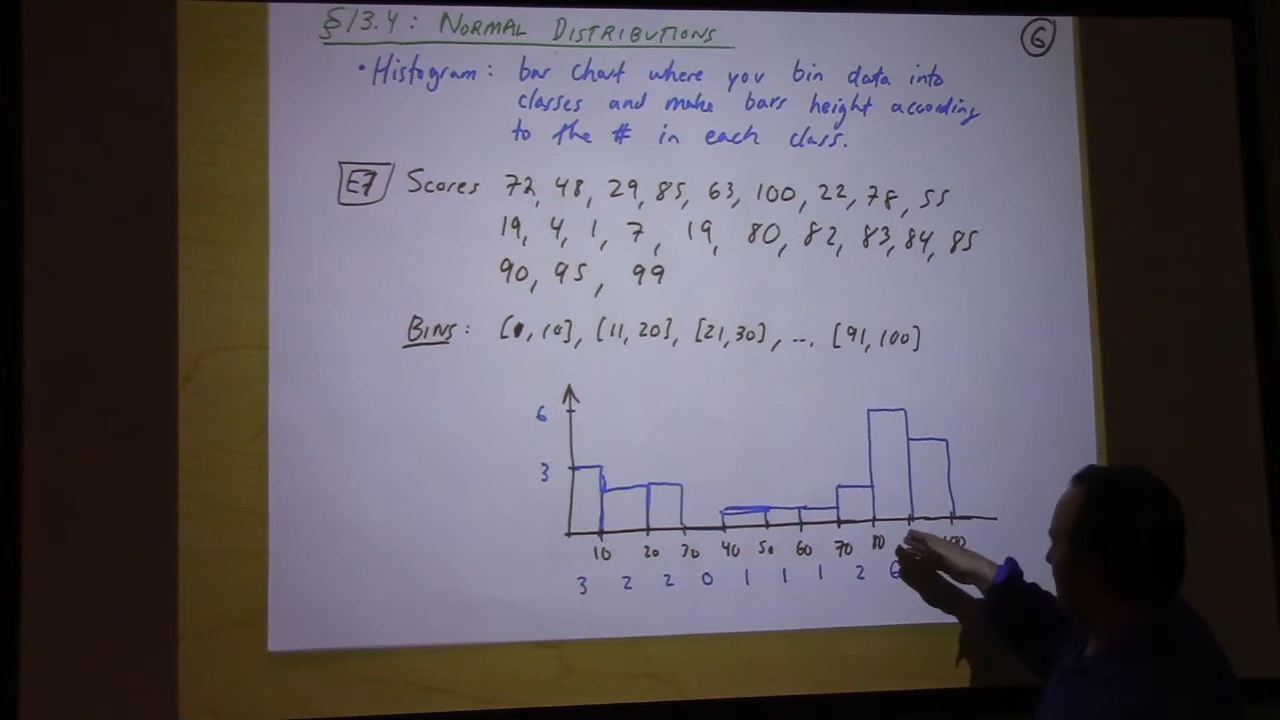 §13.4: NORMAL DISTRIBUTIONS
6
• Histogram: bar chart where you bin data into
classes and make bars height according
to the # in each class.
E7 Scores 72, 48, 29, 85, 63, 100, 22, 78, 55
19, 4, 1, 7, 19, 80, 82, 83, 84, 85
90, 95, 99
BINS: [0, 10], [11, 20], [21, 30], ... [91, 100]
6
3
10 20 30 40 50 60 70 80 100
3 2 2 0 1 1 1 2 6